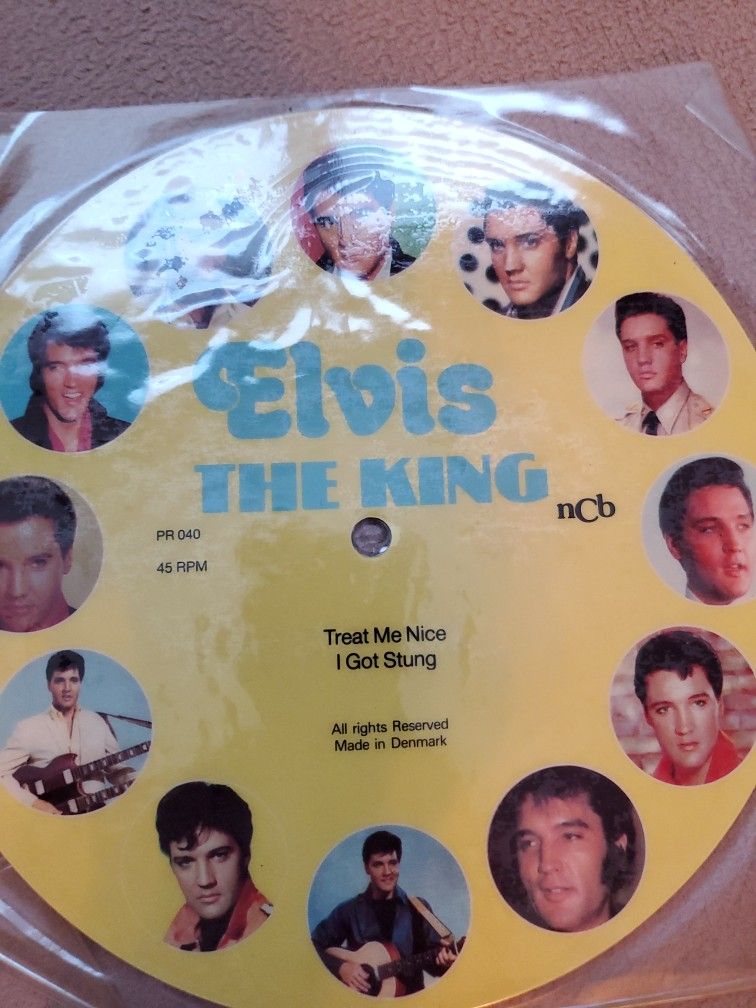 Elvis
THE KING
nCb
PR 040
45 RPM
Treat Me Nice
I Got Stung
All rights Reserved
Made in Denmark